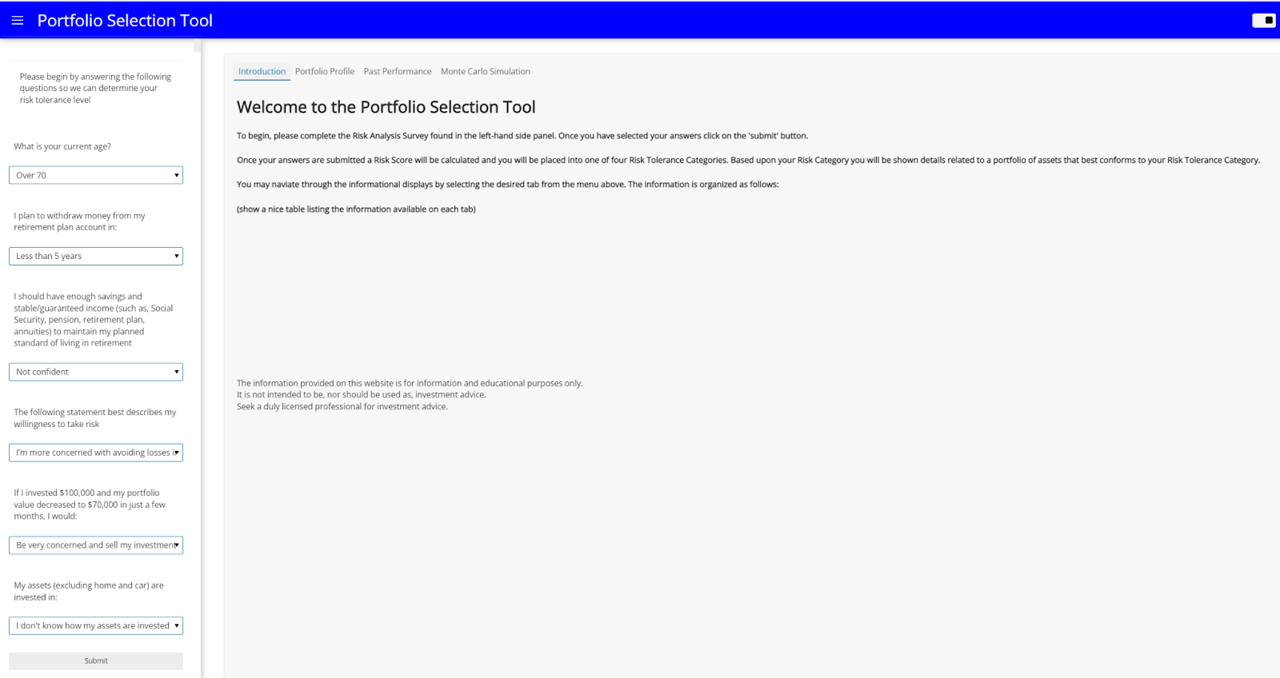 Portfolio Selection Tool
Please begin by answering the following
questions so we can determine your
risk tolerance level
What is your current age?
Over 70
I plan to withdraw money from my
retirement plan account in:
Less than 5 years
I should have enough savings and
stable/guaranteed income (such as, Social
Security, pension, retirement plan,
annuities) to maintain my planned
standard of living in retirement
Not confident
The following statement best describes my
willingness to take risk
I'm more concerned with avoiding losses
If I invested $100,000 and my portfolio
value decreased to $70,000 in just a few
months, I would:
Be very concerned and sell my investment
My assets (excluding home and car) are
invested in:
I don't know how my assets are invested
Submit
Introduction Portfolio Profile Past Performance Monte Carlo Simulation
Welcome to the Portfolio Selection Tool
To begin, please complete the Risk Analysis Survey found in the left-hand side panel. Once you have selected your answers click on the 'submit' button.
Once your answers are submitted a Risk Score will be calculated and you will be placed into one of four Risk Tolerance Categories. Based upon your Risk Category you will be shown details related to a portfolio of assets that best conforms to your Risk Tolerance Category.
You may naviate through the informational displays by selecting the desired tab from the menu above. The information is organized as follows:
(show a nice table listing the information available on each tab)
The information provided on this website is for information and educational purposes only.
It is not intended to be, nor should be used as, investment advice.
Seek a duly licensed professional for investment advice.